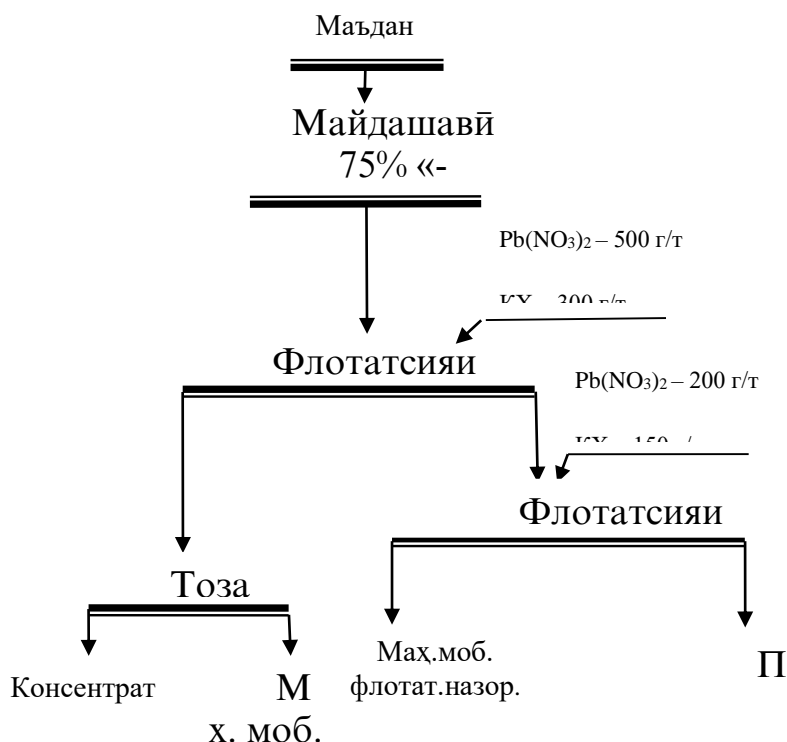 Маъдан
Майдашавӣ
75% «-
Pb(NO₃)₂ – 500 г/т
Флотатсияи
Pb(NO₃)₂ – 200 г/т
Флотатсияи
Тоза
Консентрат
М
х. моб.
Маҳ.моб.
флотат.назор.
П